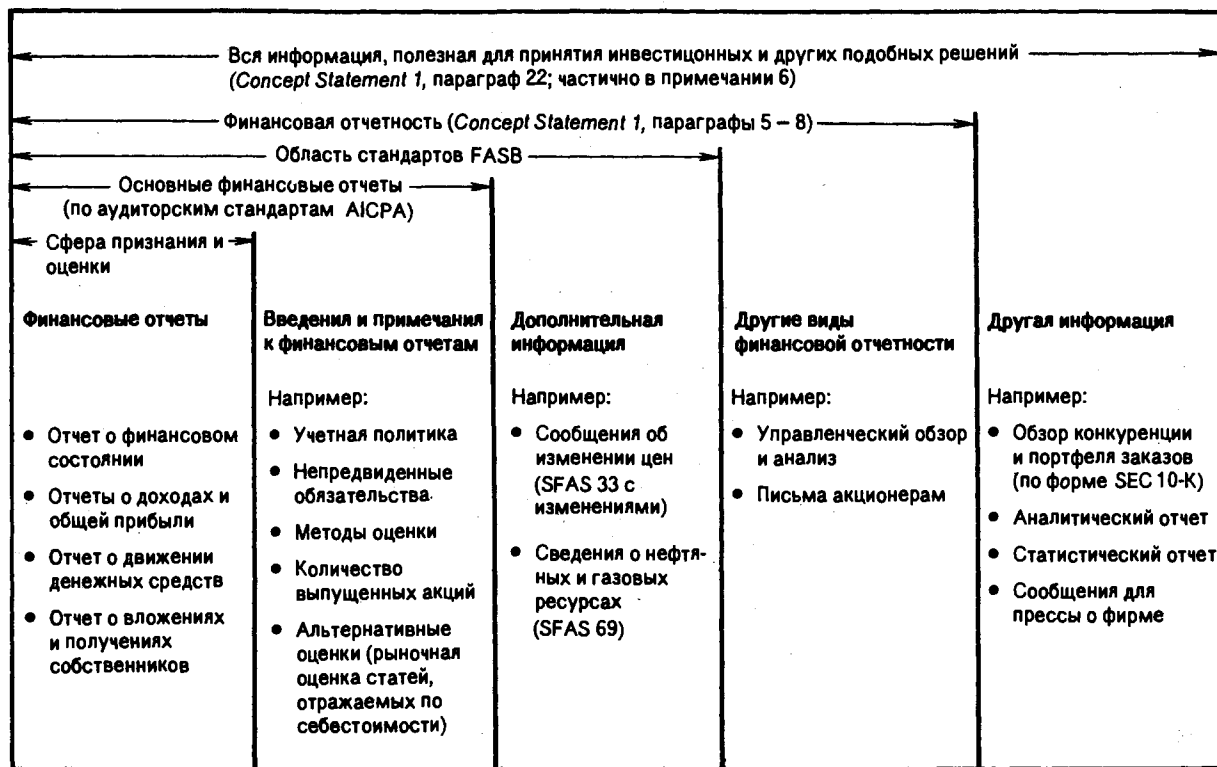 Вся информация, полезная для принятия инвестицонных и других подобных решений
(Concept Statement 1, параграф 22; частично в примечании 6)
Финансовая отчетность (Concept Statement 1, параграфы 5 – 8)
Область стандартов FASB
Основные финансовые отчеты
(по аудиторским стандартам AICPA)
Сфера признания и
оценки
Финансовые отчеты
• Отчет о финансовом
состоянии
• Отчеты о доходах и
общей прибыли
• Отчет о движении
денежных средств
• Отчет о вложениях
и получениях
собственников
Введения и примечания
к финансовым отчетам
Например:
• Учетная политика
• Непредвиденные
обязательства
• Методы оценки
• Количество
выпущенных акций
• Альтернативные
оценки (рыночная
оценка статей,
отражаемых по
себестоимости)
Дополнительная
информация
Например:
• Сообщения об
изменении цен
(SFAS 33 с
изменениями)
• Сведения о нефтя-
ных и газовых
ресурсах
(SFAS 69)
Другие виды
финансовой отчетности
Например:
• Управленческий обзор
и анализ
• Письма акционерам
Другая информация
Например:
• Обзор конкуренции
и портфеля заказов
(по форме SEC 10-K)
• Аналитический отчет
• Статистический отчет
• Сообщения для
прессы о фирме